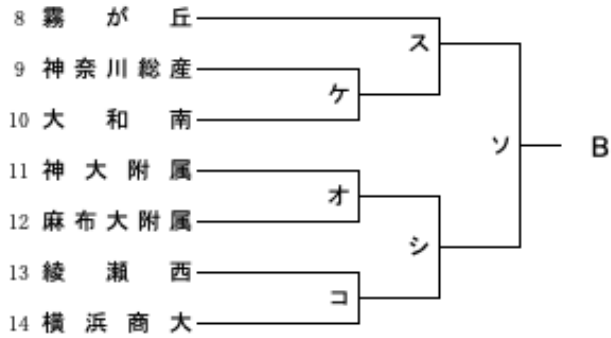 8 霧が丘
ス
9 神奈川総産
ケ
10 大和南
ソ B
11 神大附属
オ
12 麻布大附属
シ
13 綾瀬西
コ
14 横浜商大